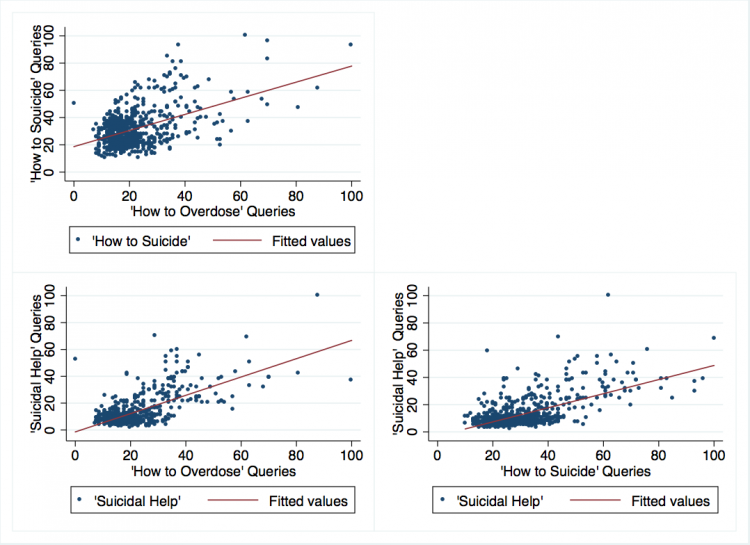 'How to Souicide' Queries
100
80
60
40
20
0
0 20 40 60 80 100
'How to Overdose' Queries
'How to Suicide' Fitted values
'Suicidal Help' Queries
100
80
60
40
20
0
0 20 40 60 80 100
'How to Overdose' Queries
'Suicidal Help' Fitted values
'Suicidal Help' Queries
100
80
60
40
20
0
0 20 40 60 80 100
'How to Suicide' Queries
'Suicidal Help' Fitted values